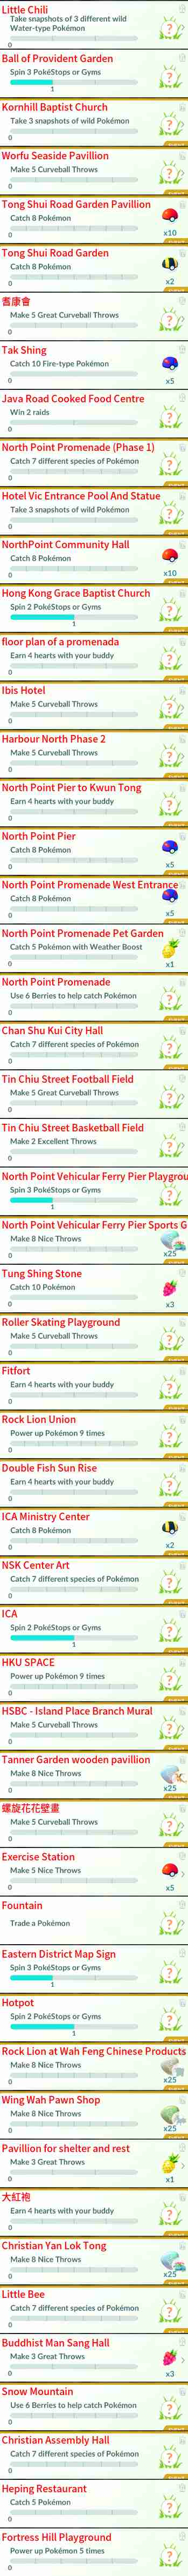 Little Chili
Take snapshots of 3 different wild
Water-type Pokémon
0
Ball of Provident Garden
Spin 3 PokéStops or Gyms
1
Kornhill Baptist Church
Take 3 snapshots of wild Pokémon
0
Worfu Seaside Pavillion
Make 5 Curveball Throws
0
Tong Shui Road Garden Pavillion
Catch 8 Pokémon
0
x10
Tong Shui Road Garden
Catch 8 Pokémon
0
x2
耆康會
Make 5 Great Curveball Throws
0
Tak Shing
Catch 10 Fire-type Pokémon
0
x5
Java Road Cooked Food Centre
Win 2 raids
0
North Point Promenade (Phase 1)
Catch 7 different species of Pokémon
0
Hotel Vic Entrance Pool And Statue
Take 3 snapshots of wild Pokémon
0
NorthPoint Community Hall
Catch 8 Pokémon
0
x10
Hong Kong Grace Baptist Church
Spin 2 PokéStops or Gyms
1
floor plan of a promenada
Earn 4 hearts with your buddy
0
Ibis Hotel
Make 5 Curveball Throws
0
Harbour North Phase 2
Make 5 Curveball Throws
0
North Point Pier to Kwun Tong
Earn 4 hearts with your buddy
0
North Point Pier
Catch 8 Pokémon
0
x5
North Point Promenade West Entrance
Catch 8 Pokémon
0
x5
North Point Promenade Pet Garden
Catch 5 Pokémon with Weather Boost
0
x1
North Point Promenade
Use 6 Berries to help catch Pokémon
0
Chan Shu Kui City Hall
Catch 7 different species of Pokémon
0
Tin Chiu Street Football Field
Make 5 Great Curveball Throws
0
Tin Chiu Street Basketball Field
Make 2 Excellent Throws
0
North Point Vehicular Ferry Pier Playgrou
Spin 3 PokéStops or Gyms
1
North Point Vehicular Ferry Pier Sports G
Make 8 Nice Throws
0
x25
Tung Shing Stone
Catch 10 Pokémon
0
x3
Roller Skating Playground
Make 5 Curveball Throws
0
Fitfort
Earn 4 hearts with your buddy
0
Rock Lion Union
Power up Pokémon 9 times
0
Double Fish Sun Rise
Earn 4 hearts with your buddy
0
ICA Ministry Center
Catch 8 Pokémon
0
x2
NSK Center Art
Catch 7 different species of Pokémon
0
ICA
Spin 2 PokéStops or Gyms
1
HKU SPACE
Power up Pokémon 9 times
0
HSBC - Island Place Branch Mural
Make 5 Curveball Throws
0
Tanner Garden wooden pavillion
Make 8 Nice Throws
0
x25
螺旋花花壁畫
Make 5 Curveball Throws
0
Exercise Station
Make 5 Nice Throws
0
x5
Fountain
Trade a Pokémon
Eastern District Map Sign
Spin 3 PokéStops or Gyms
1
Hotpot
Spin 2 PokéStops or Gyms
1
Rock Lion at Wah Feng Chinese Products
Make 8 Nice Throws
0
x25
Wing Wah Pawn Shop
Make 8 Nice Throws
0
x25
Pavillion for shelter and rest
Make 3 Great Throws
0
x1
大紅袍
Earn 4 hearts with your buddy
0
Christian Yan Lok Tong
Make 8 Nice Throws
0
x25
Little Bee
Catch 7 different species of Pokémon
0
Buddhist Man Sang Hall
Make 3 Great Throws
0
x3
Snow Mountain
Use 6 Berries to help catch Pokémon
0
Christian Assembly Hall
Catch 7 different species of Pokémon
0
Heping Restaurant
Catch 5 Pokémon
0
Fortress Hill Playground
Power up Pokémon 5 times
0